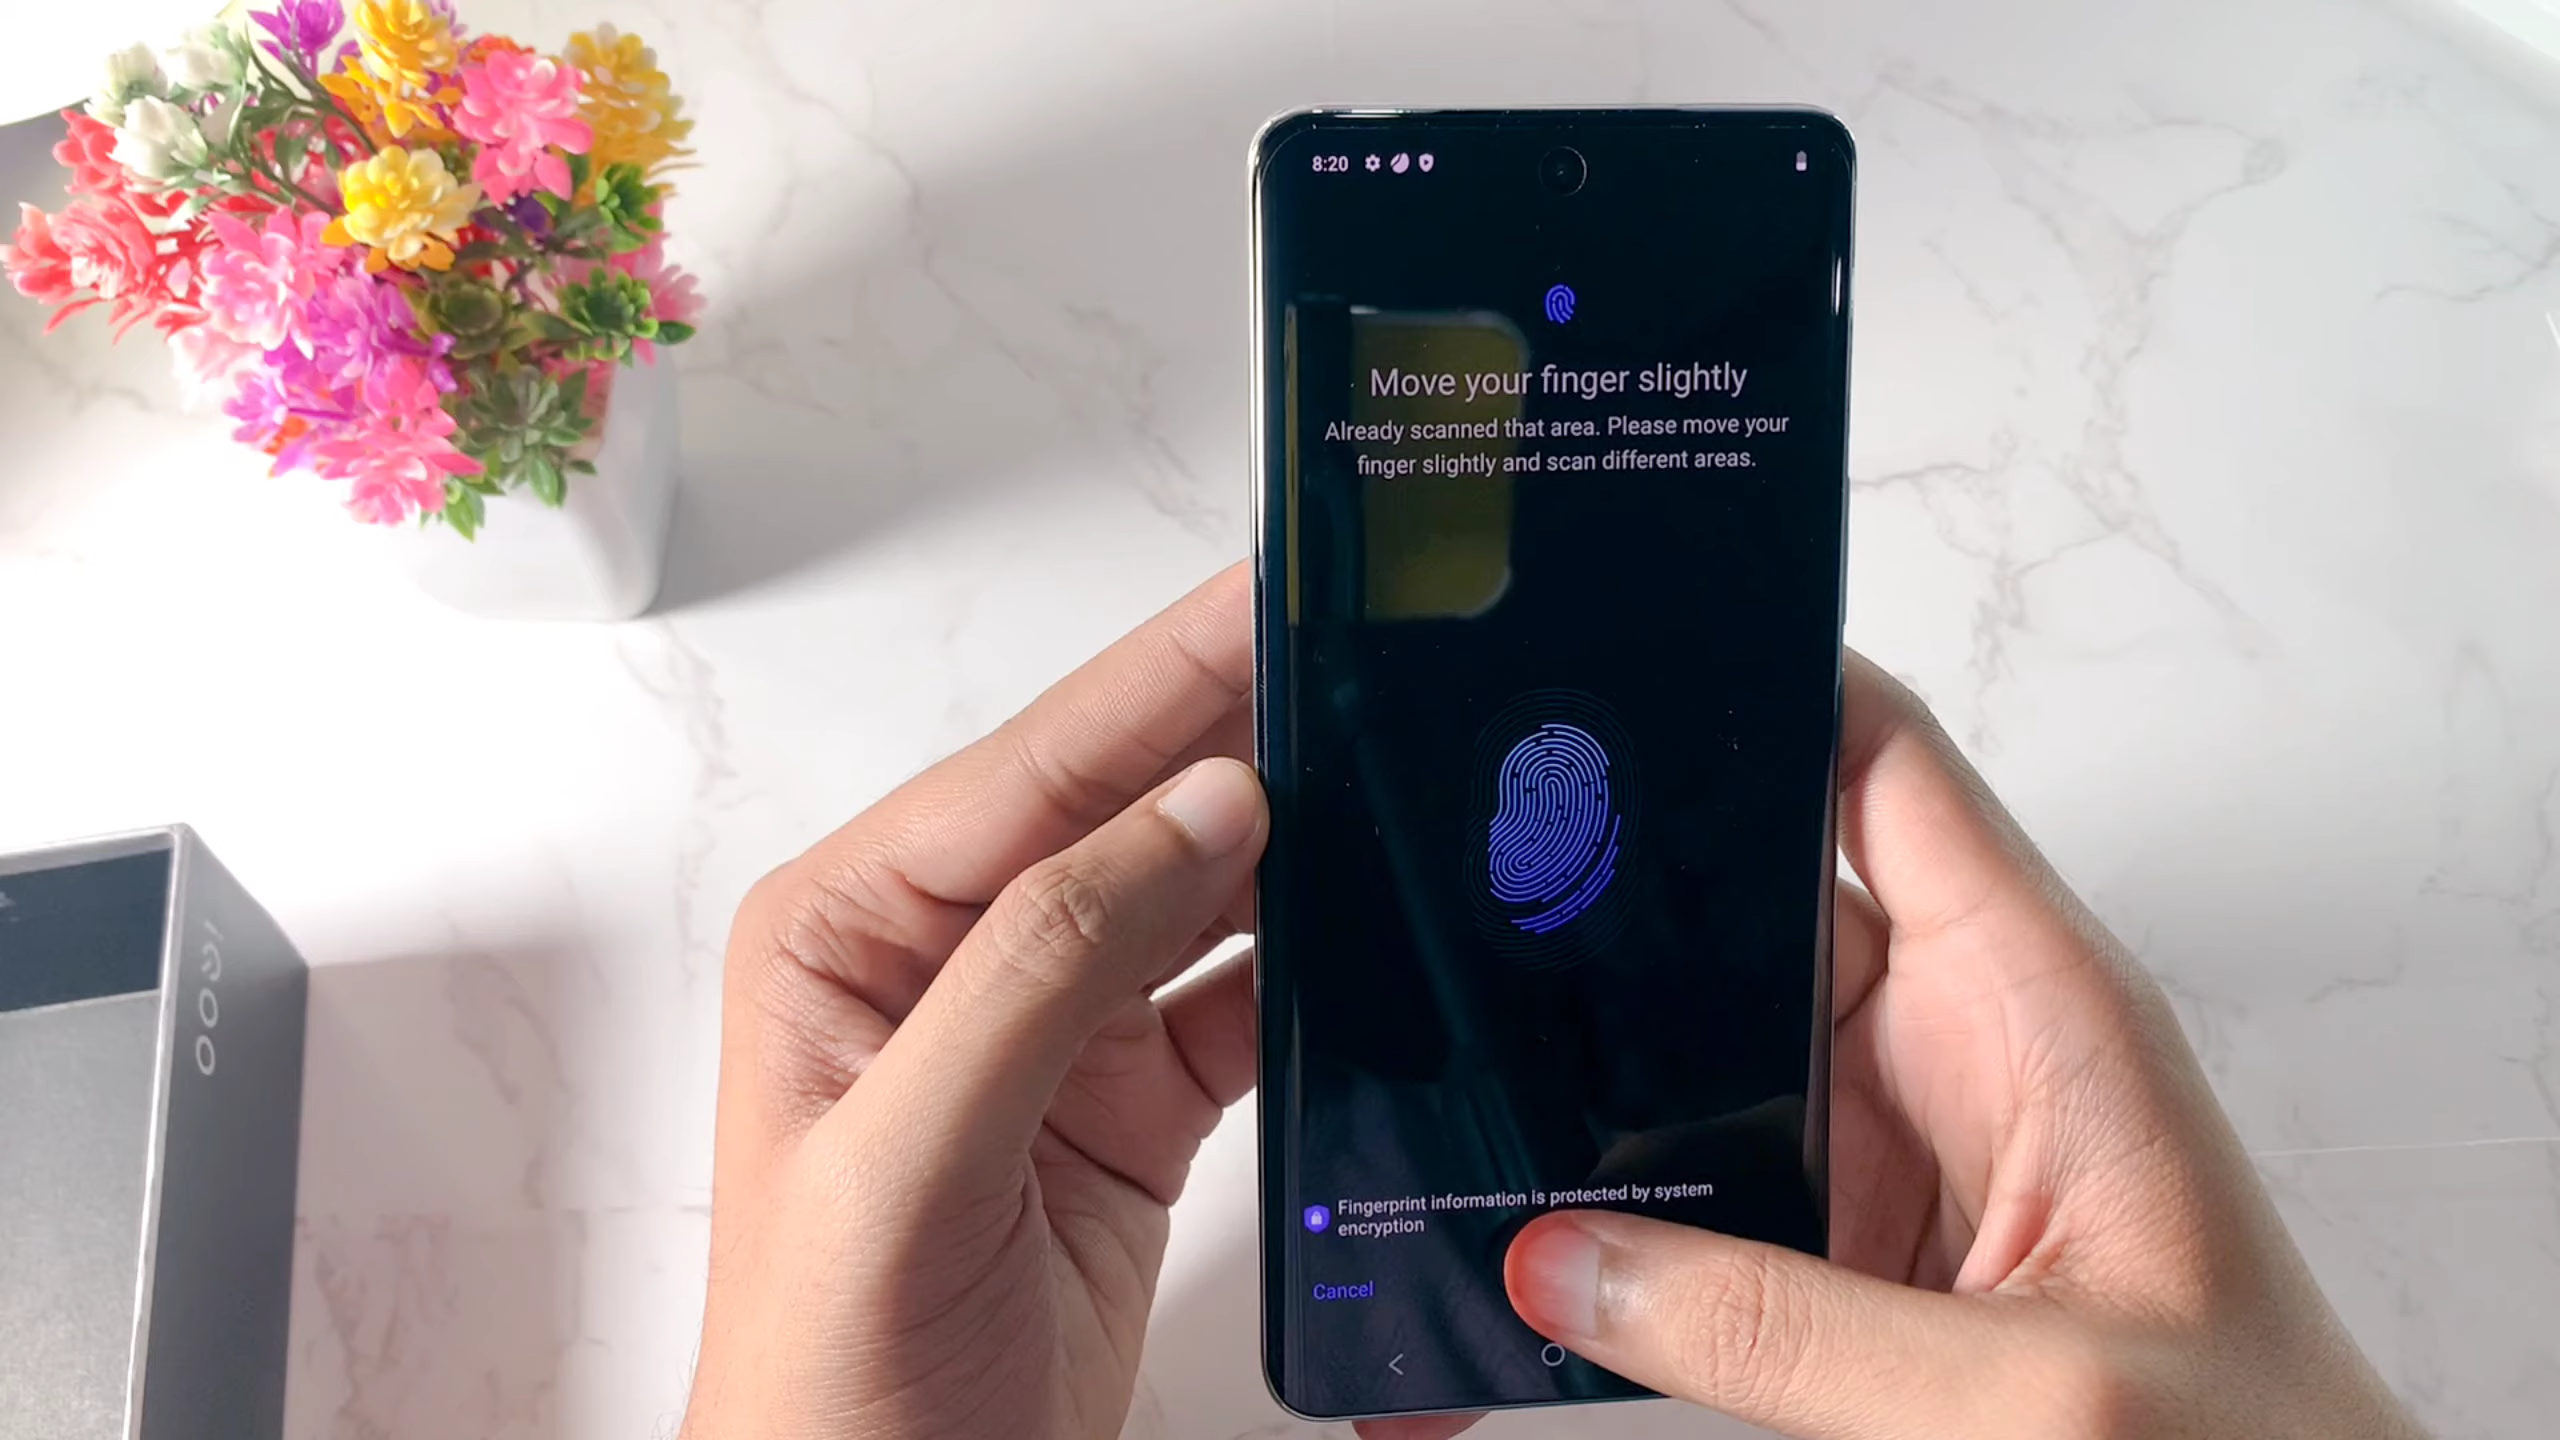 8:20
Move your finger slightly
Already scanned that area. Please move your
finger slightly and scan different areas.
Fingerprint information is protected by system
encryption
Cancel
iQOO